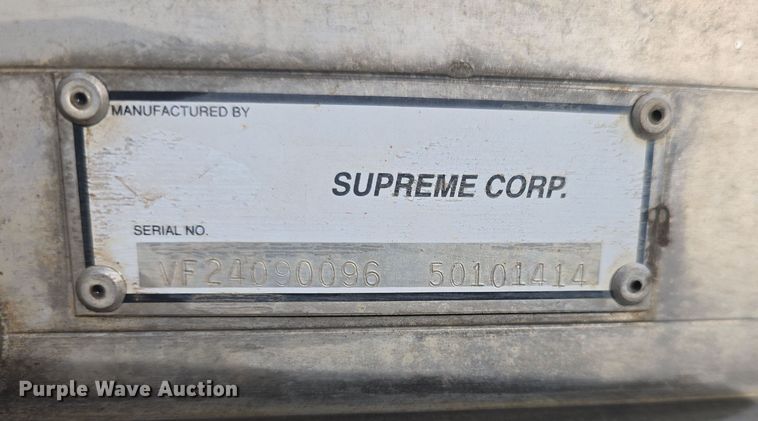 MANUFACTURED BY
SUPREME CORP.
SERIAL NO.
VF24090096 50101414
Purple Wave Auction